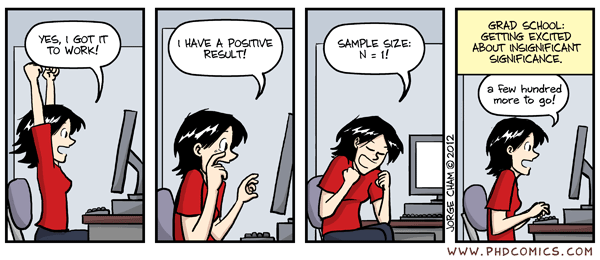 YES, I GOT IT
TO WORK!
I HAVE A POSITIVE
RESULT!
SAMPLE SIZE:
N = 1!
GRAD SCHOOL:
GETTING EXCITED
ABOUT INSIGNIFICANT
SIGNIFICANCE.
a few hundred
more to go!
JORGE CHAM © 2012
WWW.PHDCOMICS.COM